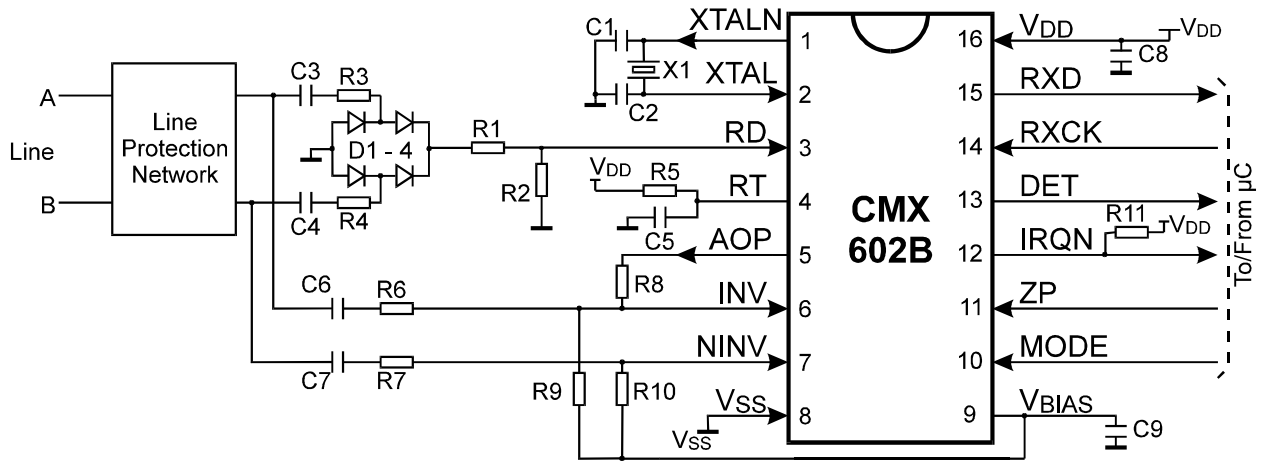 C1
XTALN
1
X1
C2
XTAL
2
16
VDD
VDD
C8
A
Line
B
Line
Protection
Network
C3
R3
D1 - 4
C4
R4
R1
R2
RD
3
VDD
R5
RT
4
C5
AOP
5
R8
C6
R6
INV
6
C7
R7
NINV
7
R9
R10
VSS
VSS
8
CMX
602B
15
RXD
14
RXCK
13
DET
R11
VDD
12
IRQN
11
ZP
10
MODE
9
VBIAS
C9
To/From µC